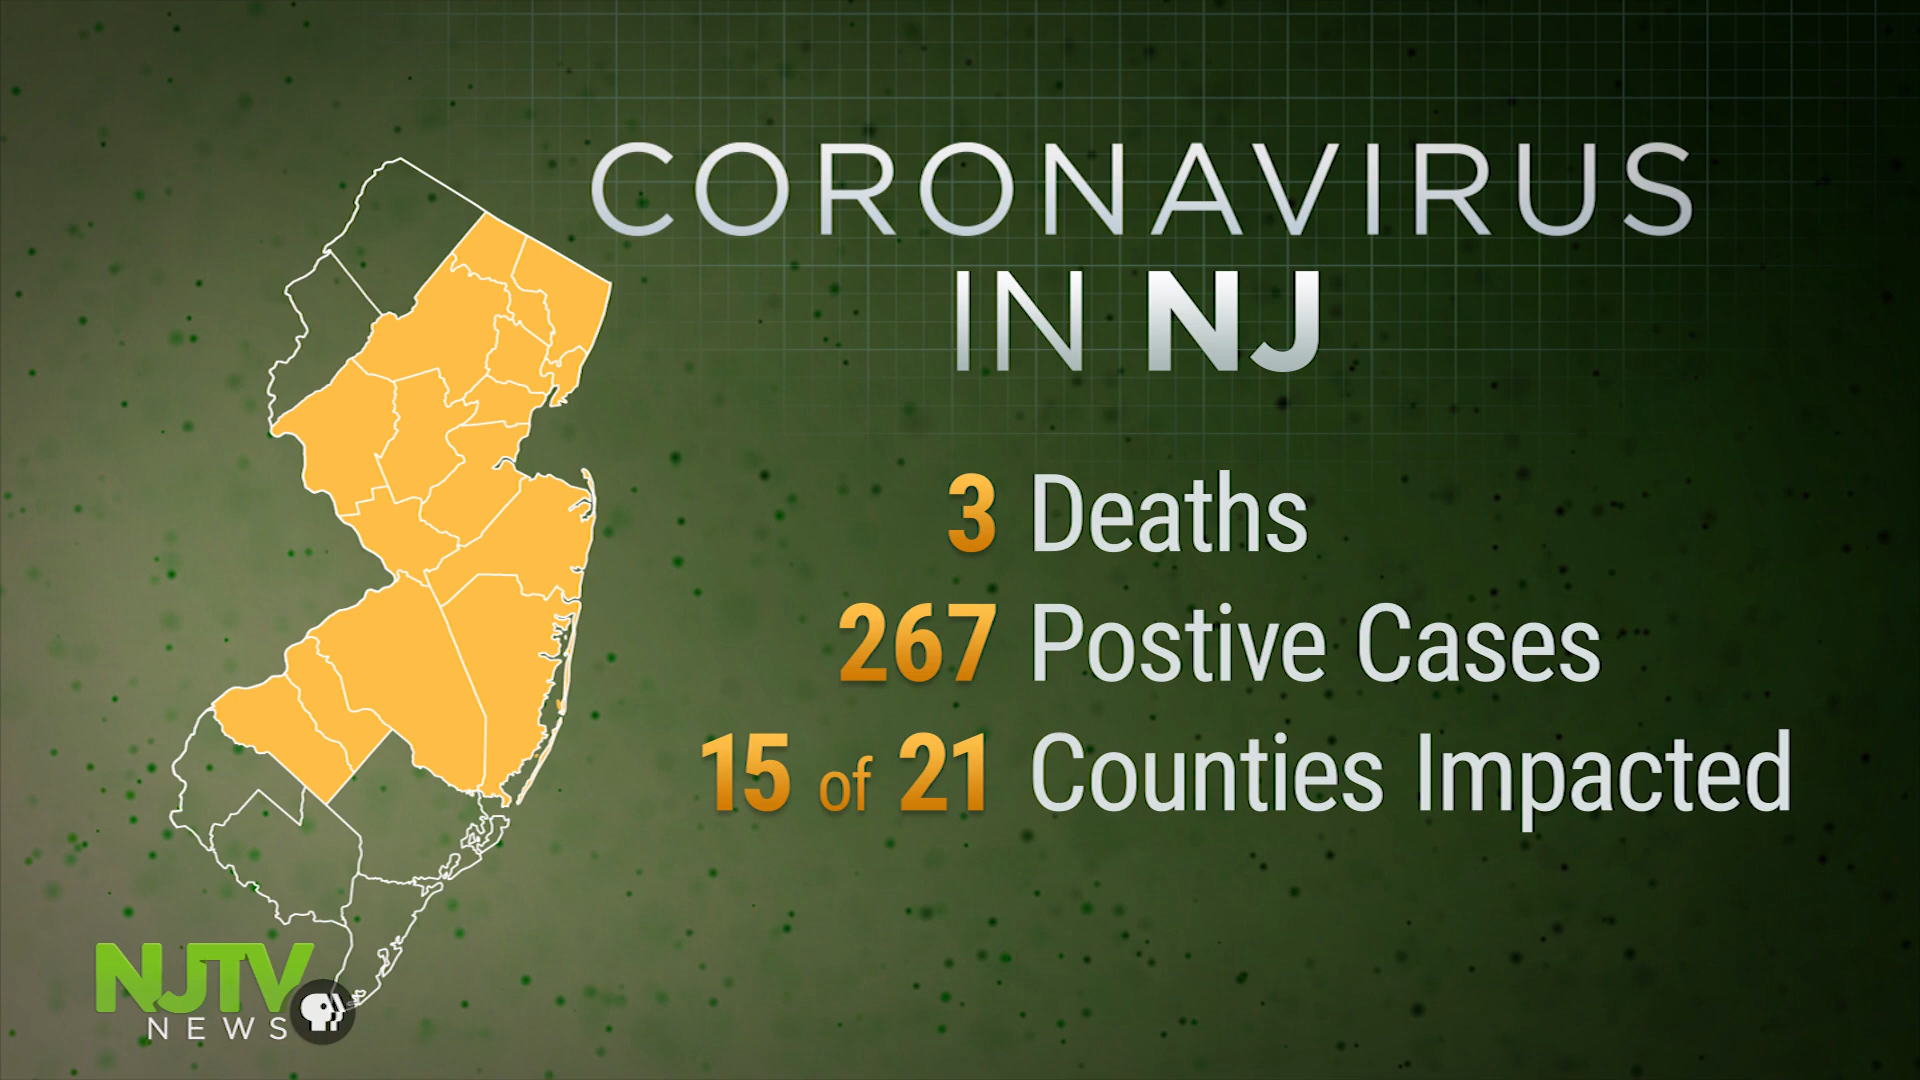 CORONAVIRUS
IN NJ
3 Deaths
267 Postive Cases
15 of 21 Counties Impacted
NJTV
NEWS